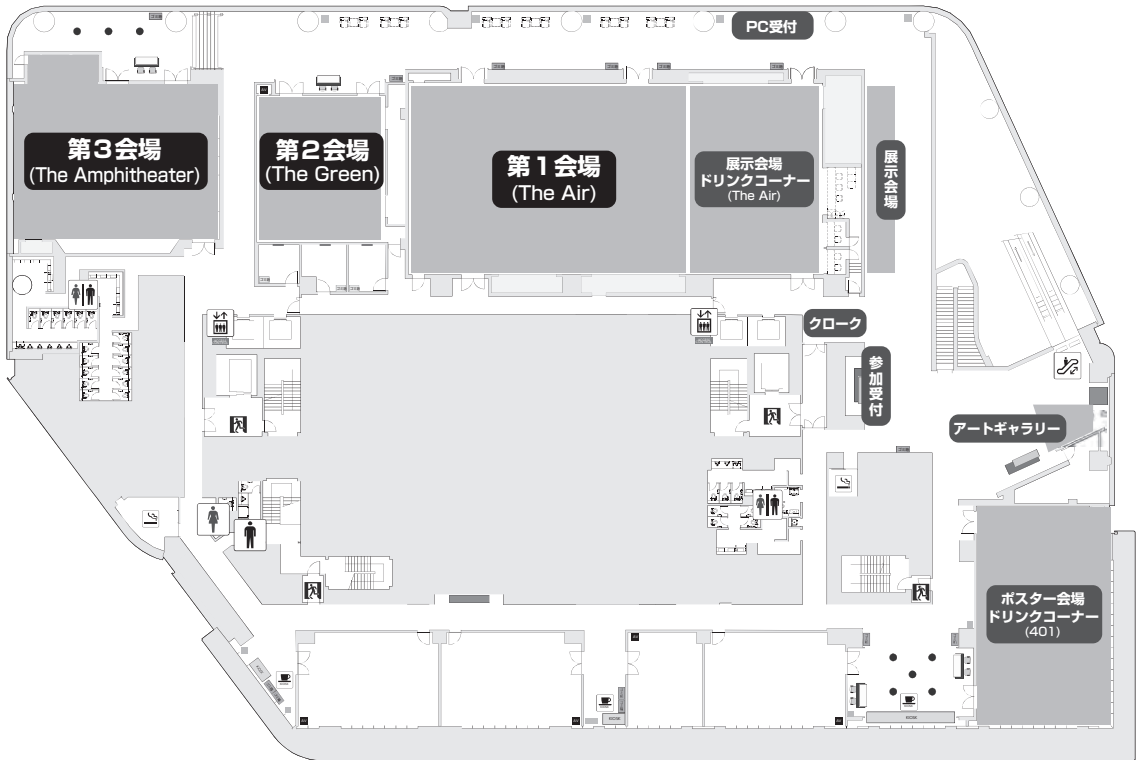 PC受付
第3会場
(The Amphitheater)
第2会場
(The Green)
第1会場
(The Air)
展示会場
ドリンクコーナー
(The Air)
展示会場
クローク
参加受付
アートギャラリー
ポスター会場
ドリンクコーナー
(401)